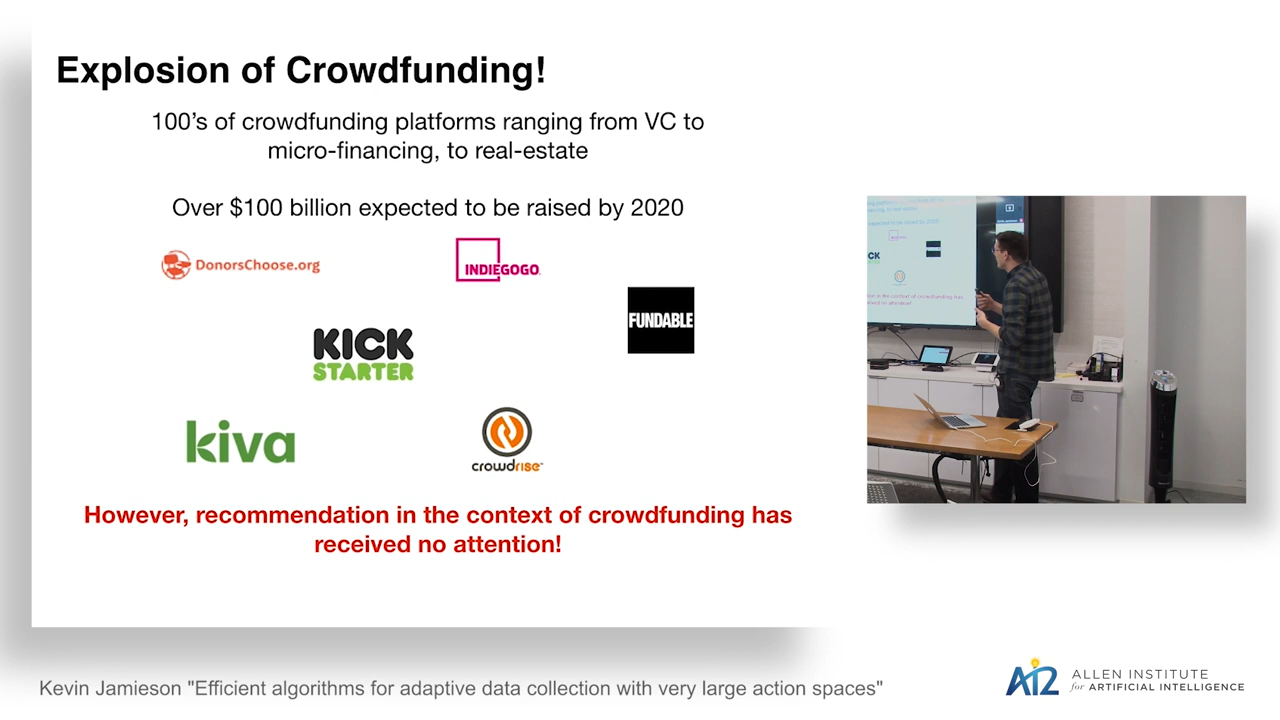 Explosion of Crowdfunding!
100's of crowdfunding platforms ranging from VC to
micro-financing, to real-estate
Over $100 billion expected to be raised by 2020
DonorsChoose.org
INDIEGOGO
FUNDABLE
KICK
STARTER
kiva
crowdrise
However, recommendation in the context of crowdfunding has
received no attention!
Kevin Jamieson "Efficient algorithms for adaptive data collection with very large action spaces"
AI2
ALLEN INSTITUTE
for ARTIFICIAL INTELLIGENCE